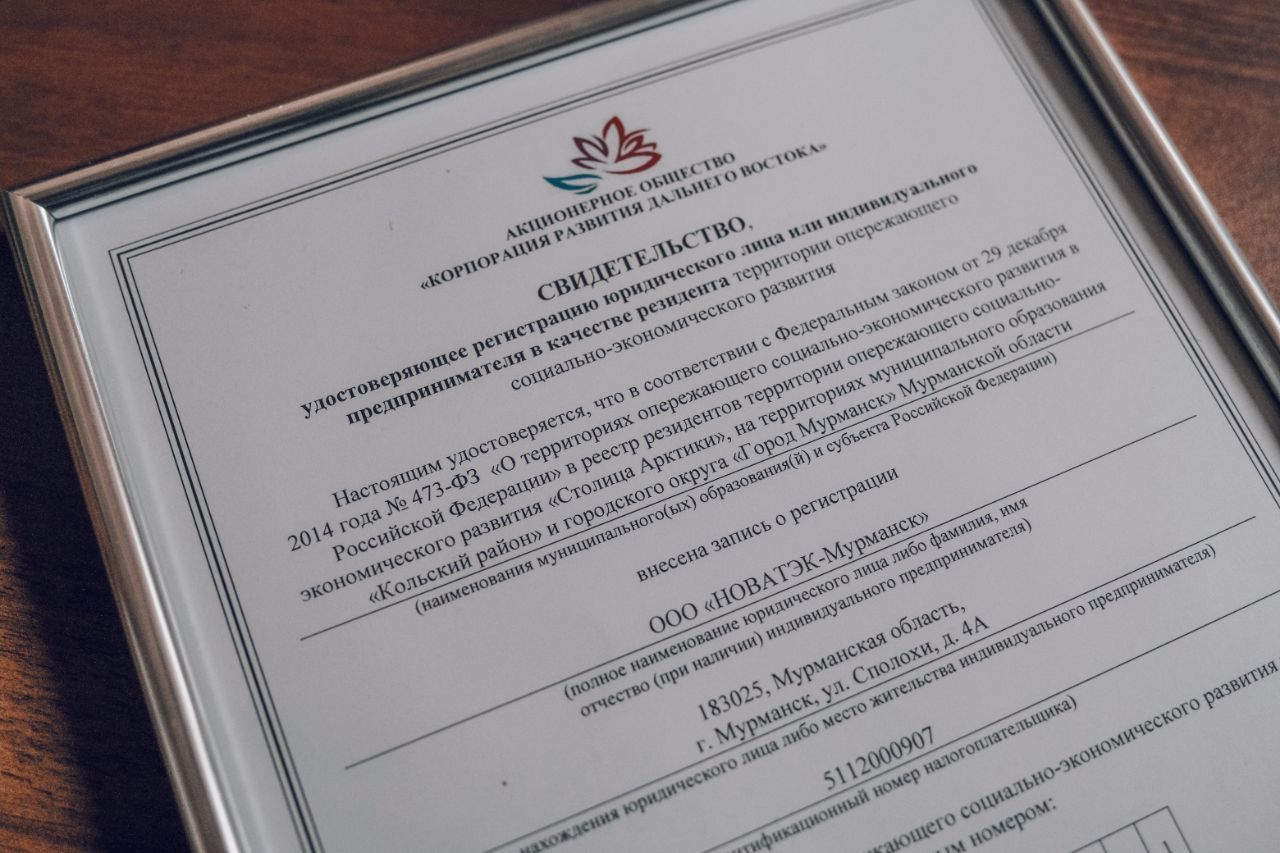 АКЦИОНЕРНОЕ ОБЩЕСТВО
«КОРПОРАЦИЯ РАЗВИТИЯ ДАЛЬНЕГО ВОСТОКА»
СВИДЕТЕЛЬСТВО,
удостоверяющее регистрацию юридического лица или индивидуального
предпринимателя в качестве резидента территории опережающего
социально-экономического развития
Настоящим удостоверяется, что в соответствии с Федеральным законом от 29 декабря
2014 года № 473-ФЗ «О территориях опережающего социально-экономического развития в
Российской Федерации» в реестр резидентов территории опережающего социально-
экономического развития «Столица Арктики», на территориях муниципального образования
«Кольский район» и городского округа «Город Мурманск» Мурманской области
(наименования муниципального(ых) образования(й) и субъекта Российской Федерации)
внесена запись о регистрации
ООО «НОВАТЭК-Мурманск»
(полное наименование юридического лица либо фамилия, имя
отчество (при наличии) индивидуального предпринимателя)
183025, Мурманская область,
г. Мурманск, ул. Сполохи, д. 4А
нахождения юридического лица либо место жительства индивидуального предпринимателя)
5112000907
тификационный номер налогоплательщика)
жающего социально-экономического развития
ым номером: